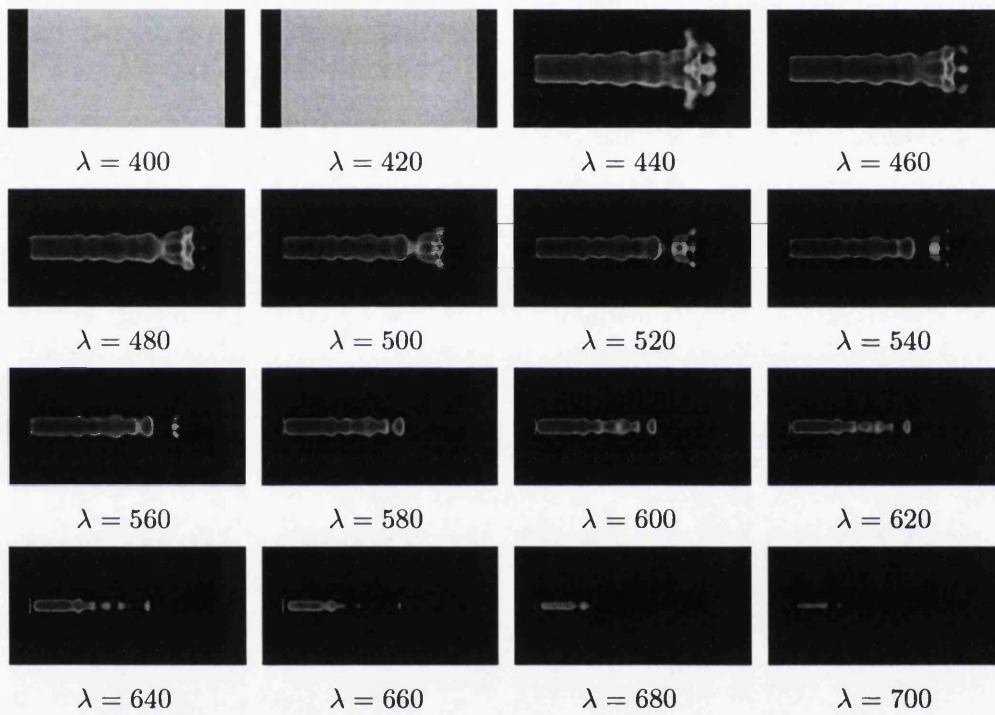 λ = 400 λ = 420 λ = 440 λ = 460
λ = 480 λ = 500 λ = 520 λ = 540
λ = 560 λ = 580 λ = 600 λ = 620
λ = 640 λ = 660 λ = 680 λ = 700